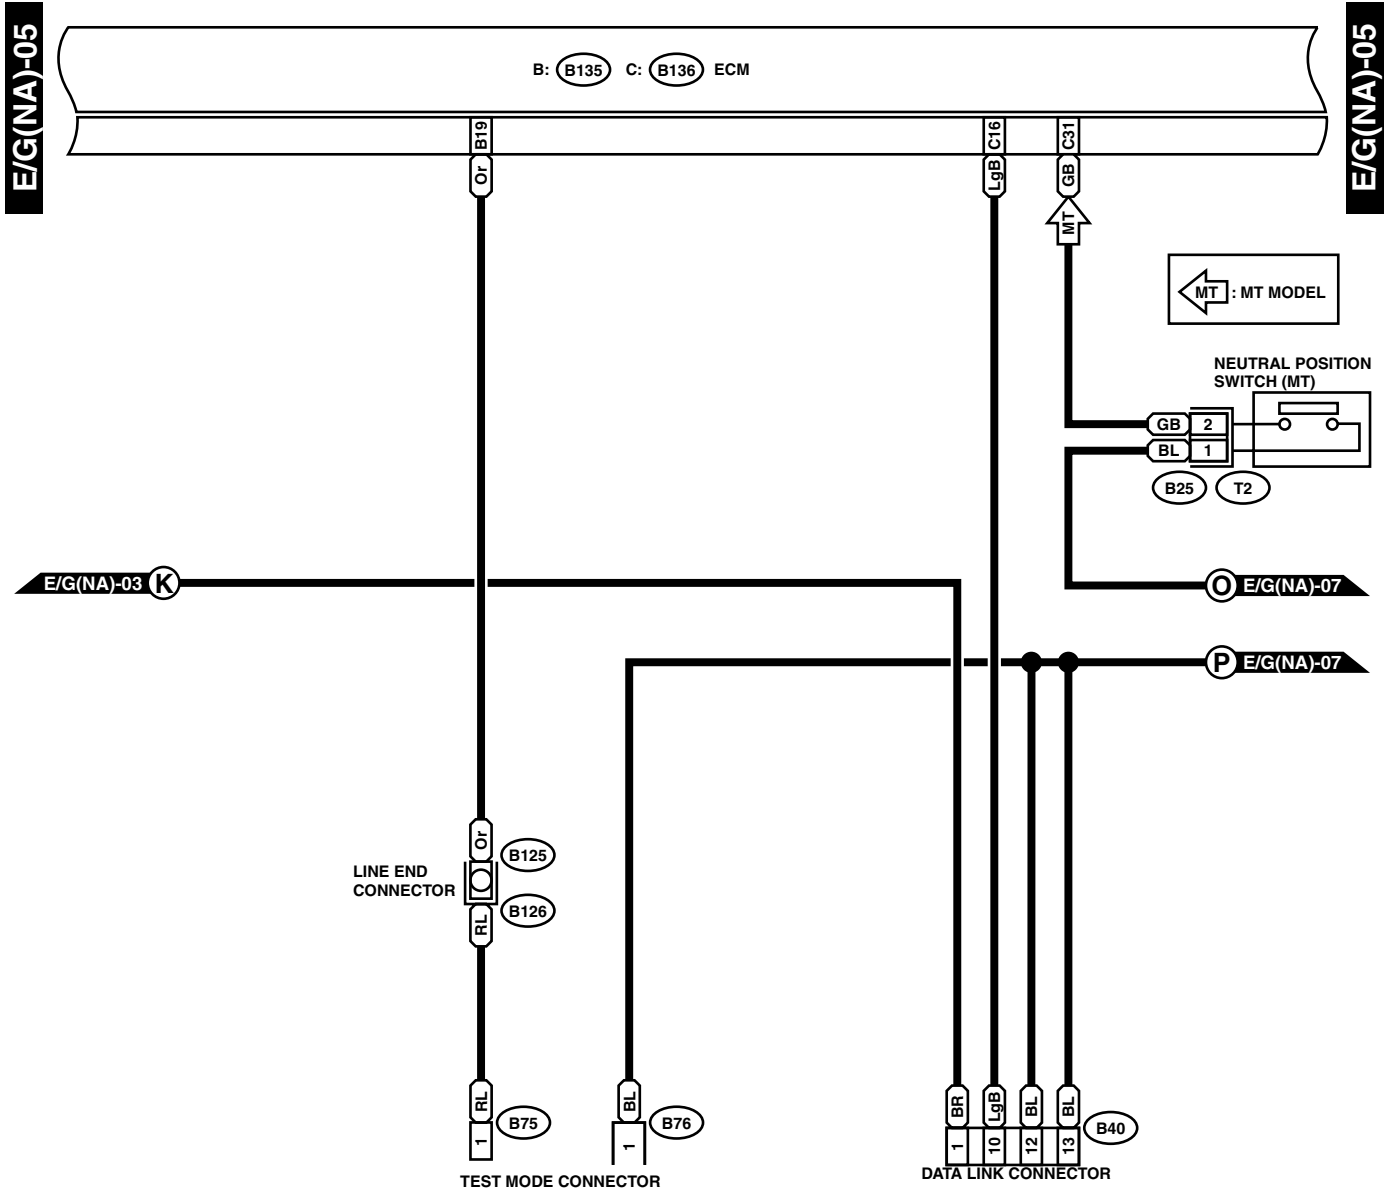 E/G(NA)-05
E/G(NA)-05
B: B135 C: B136 ECM
B19
C16
C31
Or
LgB
GB
MT
MT : MT MODEL
NEUTRAL POSITION
SWITCH (MT)
GB 2
BL 1
B25 T2
E/G(NA)-03 K
O E/G(NA)-07
P E/G(NA)-07
Or
B125
LINE END
CONNECTOR
B126
RL
RL
BL
BR
LgB
BL
BL
1
B75
1
B76
1
10
12
13
B40
TEST MODE CONNECTOR
DATA LINK CONNECTOR